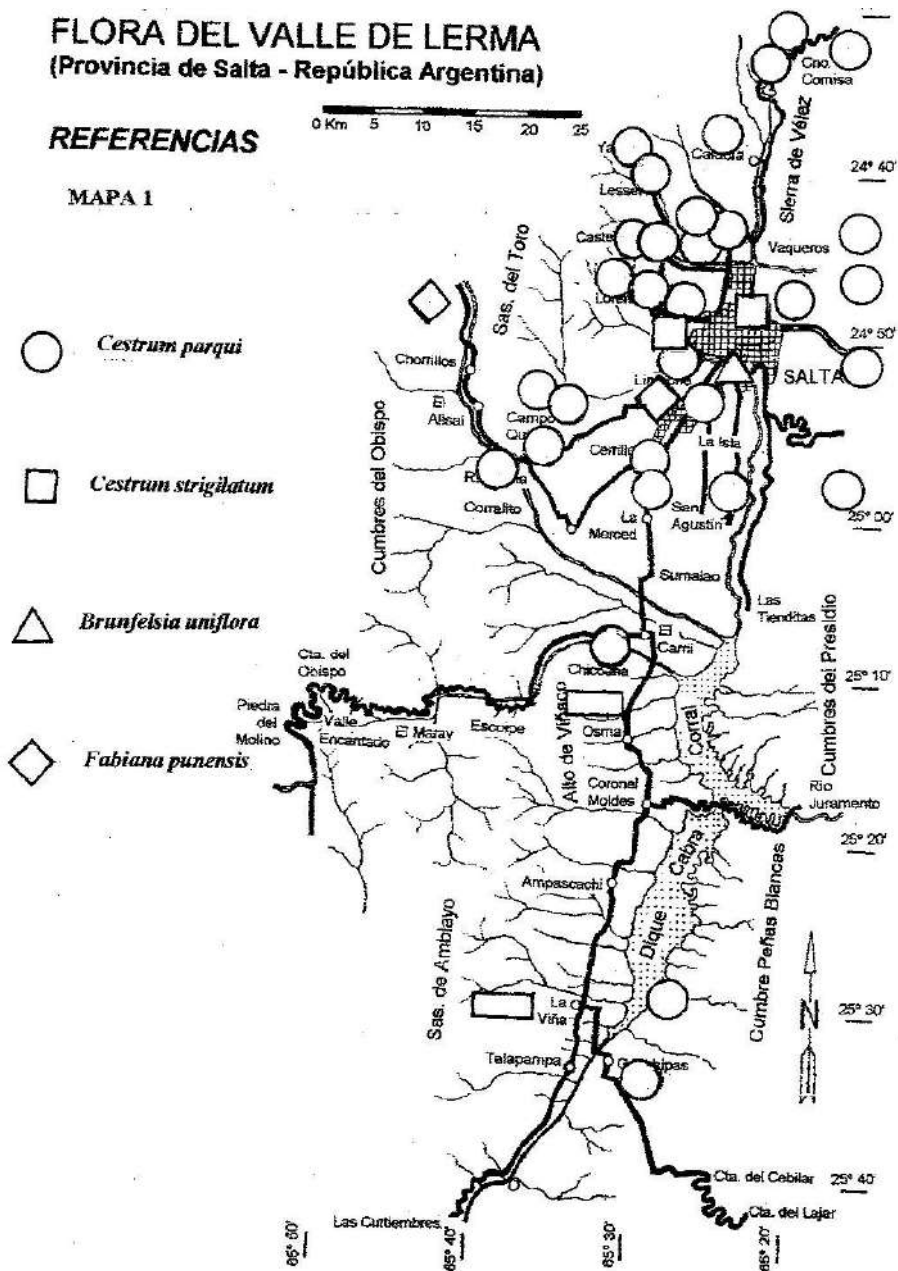 FLORA DEL VALLE DE LERMA
(Provincia de Salta - República Argentina)
0 Km 5 10 15 20 25
REFERENCIAS
MAPA 1
Cestrum parqui
Cestrum strigilatum
Brunfelsia uniflora
Fabiana punensis
Cno.
Cornisa
Sierra de Vélez
24° 40'
Vaqueros
Sas. del Toro
24° 50'
SALTA
Chorrillos
El
Alisal
Campo
La Isla
Cumbres del Obispo
Corralito
San
Agustín
25° 00'
La
Merced
Sumalao
Las
Tienditas
El
Carril
Chicoana
Cta. del
Obispo
25° 10'
Piedra
del
Molino
Valle
Encantado
El Maray
Escoipe
Alto de Viñaco
Osma
Corral
Cumbres del Presidio
Coronel
Moldes
Río
Juramento
25° 20'
Cabra
Ampascachi
Dique
Sas. de Amblayo
Cumbre Peñas Blancas
La
Viña
N
25° 30'
Talapampa
Cta. del Cebilar
25° 40'
Las Curtiembres
Cta. del Lajar
65° 40'
65° 30'
65° 20'